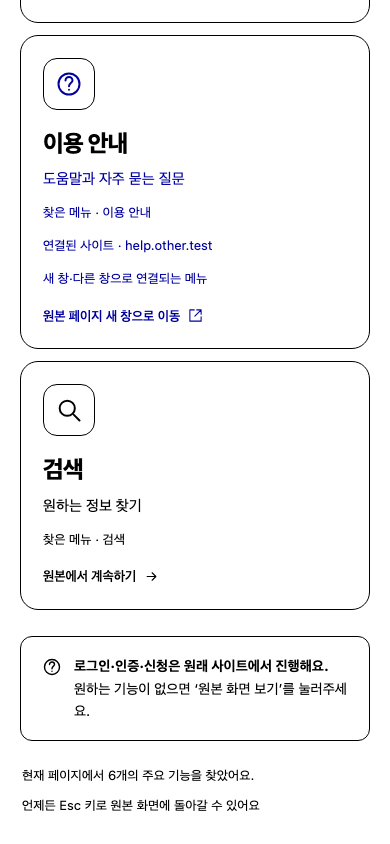 이용 안내
도움말과 자주 묻는 질문
찾은 메뉴 · 이용 안내
연결된 사이트 · help.other.test
새 창·다른 창으로 연결되는 메뉴
원본 페이지 새 창으로 이동
검색
원하는 정보 찾기
찾은 메뉴 · 검색
원본에서 계속하기 →
로그인·인증·신청은 원래 사이트에서 진행해요.
원하는 기능이 없으면 ‘원본 화면 보기’를 눌러주세
요.
현재 페이지에서 6개의 주요 기능을 찾았어요.
언제든 Esc 키로 원본 화면에 돌아갈 수 있어요